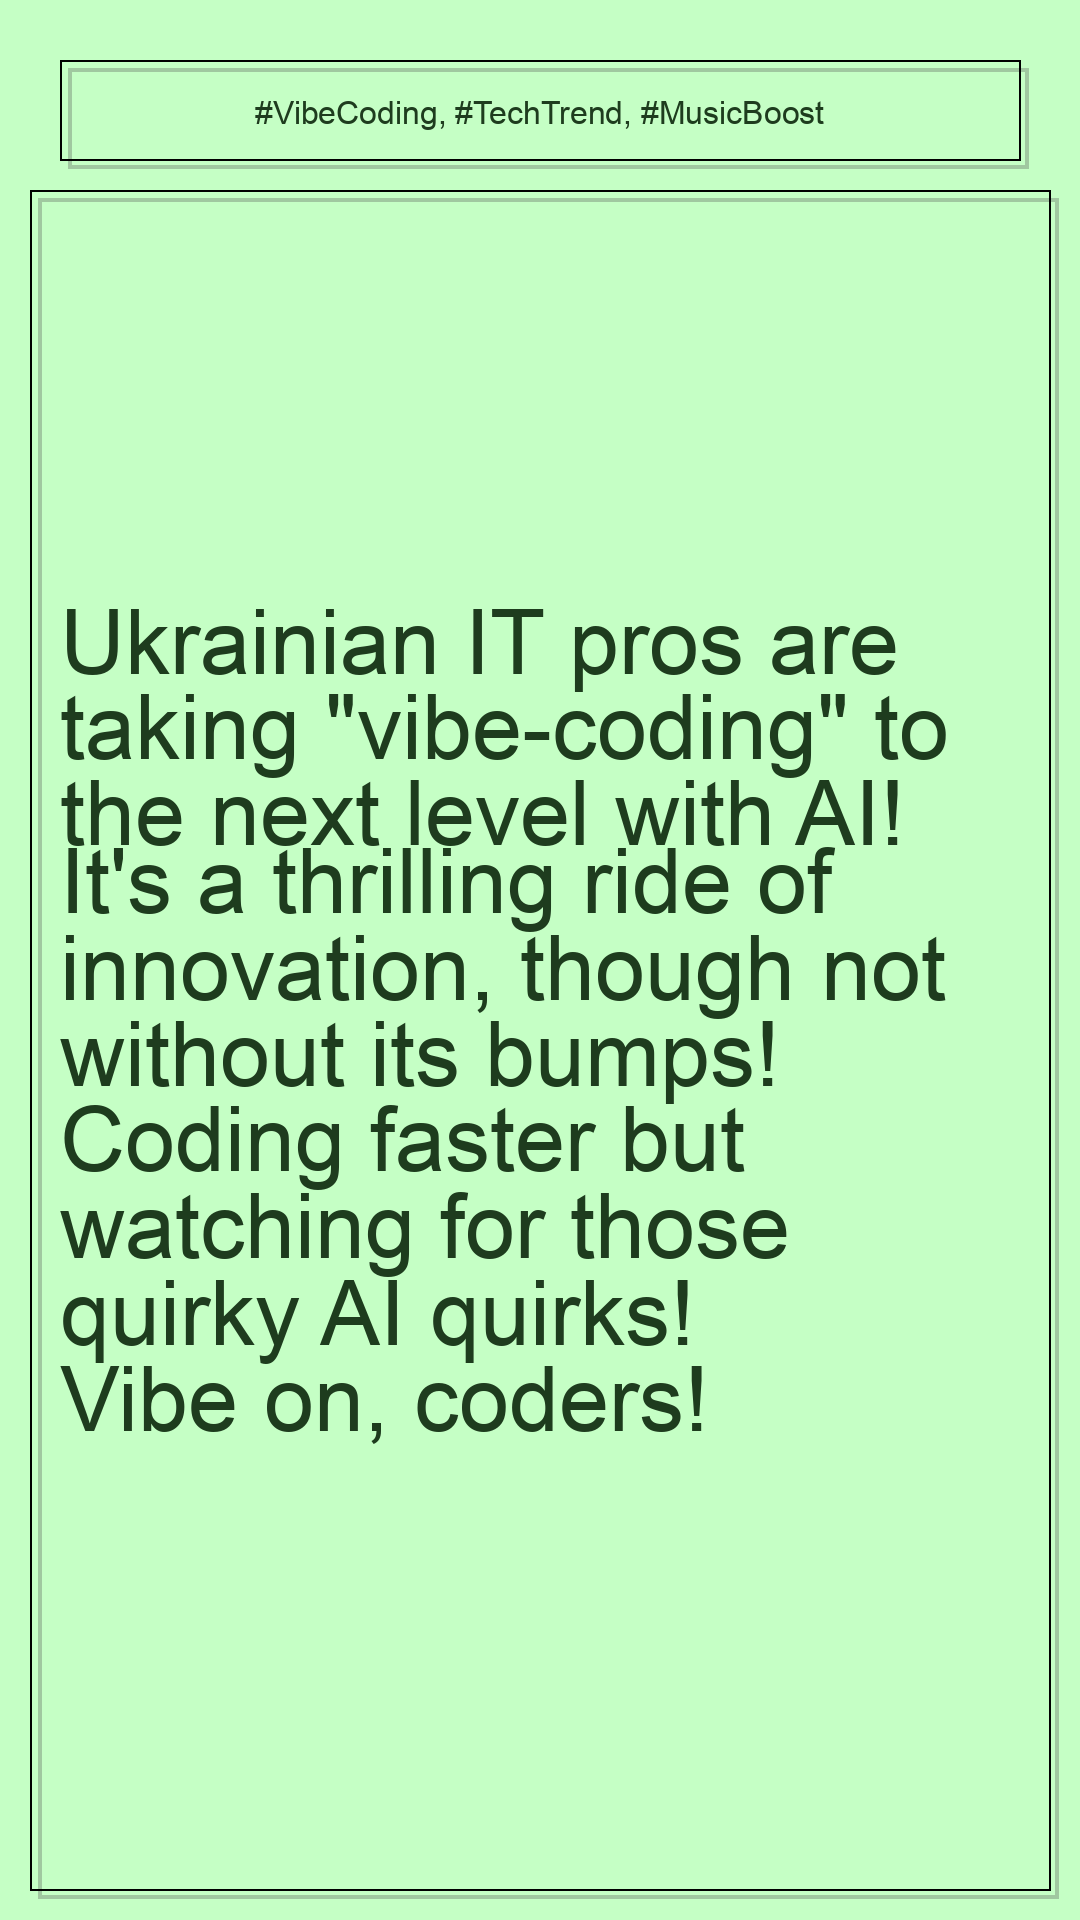 #VibeCoding, #TechTrend, #MusicBoost
Ukrainian IT pros are
taking "vibe-coding" to
the next level with AI!
It's a thrilling ride of
innovation, though not
without its bumps!
Coding faster but
watching for those
quirky AI quirks!
Vibe on, coders!